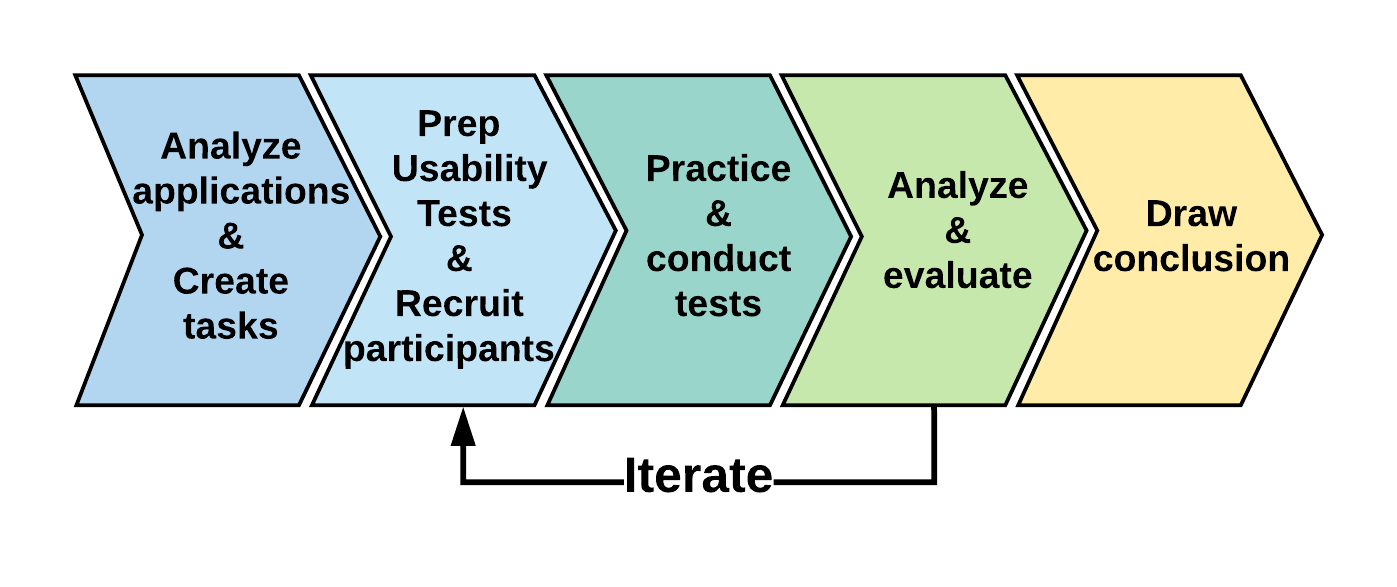 Analyze
applications
&
Create
tasks
Prep
Usability
Tests
&
Recruit
participants
Practice
&
conduct
tests
Analyze
&
evaluate
Draw
conclusion
Iterate